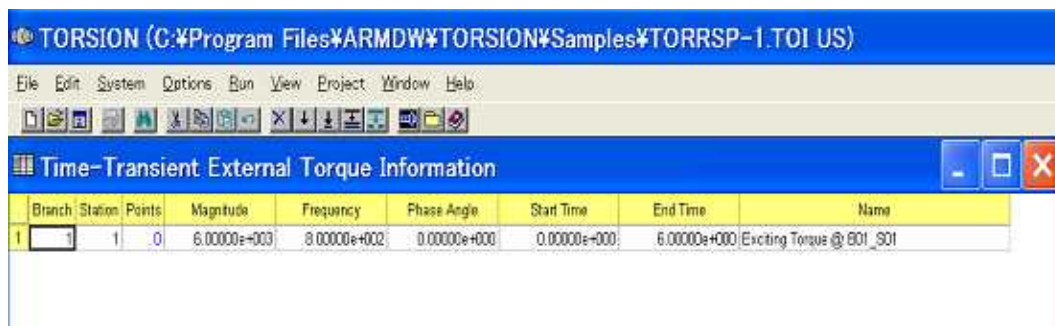 TORSION (C:¥Program Files¥ARMDW¥TORSION¥Samples¥TORRSP-1.TOI US)
File Edit System Options Run View Project Window Help
Time-Transient External Torque Information
Branch Station Points Magnitude Frequency Phase Angle Start Time End Time Name
1 1 1 0 6.00000e+003 8.00000e+002 0.00000e+000 0.00000e+000 6.00000e+000 Exciting Torque @ B01_S01